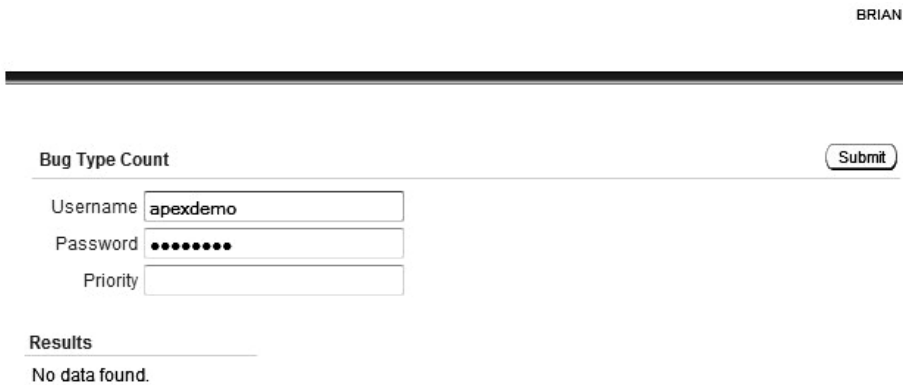 BRIAN
Bug Type Count Submit
Username apexdemo
Password ••••••••
Priority
Results
No data found.